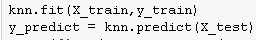 knn.fit(X_train,y_train)
y_predict = knn.predict(X_test)